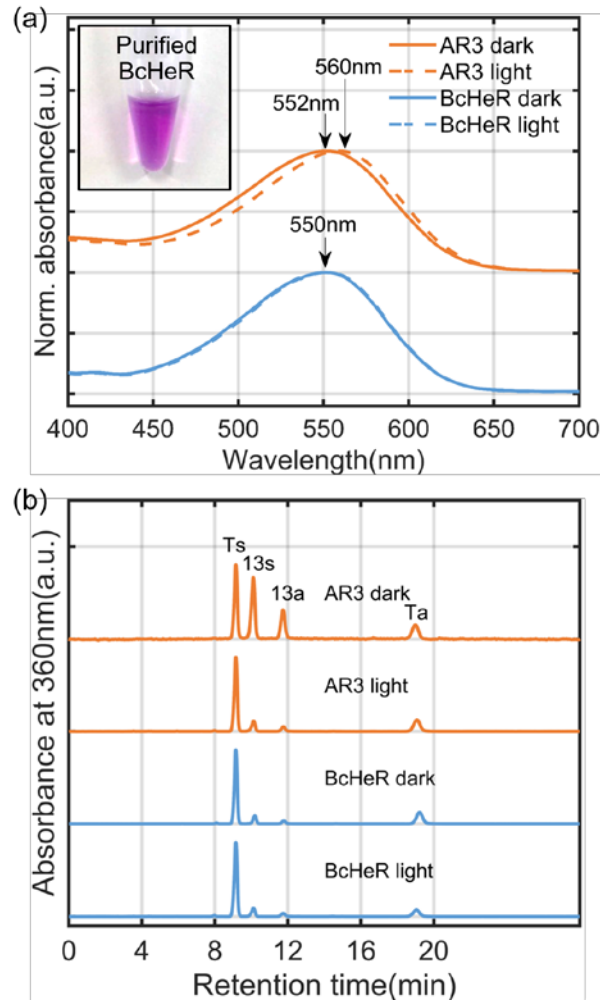 (a)
Purified
BcHeR
AR3 dark
AR3 light
BcHeR dark
BcHeR light
560nm
552nm
550nm
Norm. absorbance(a.u.)
400 450 500 550 600 650 700
Wavelength(nm)
(b)
Ts
13s
13a
Ta
AR3 dark
AR3 light
BcHeR dark
BcHeR light
Absorbance at 360nm(a.u.)
0 4 8 12 16 20
Retention time(min)